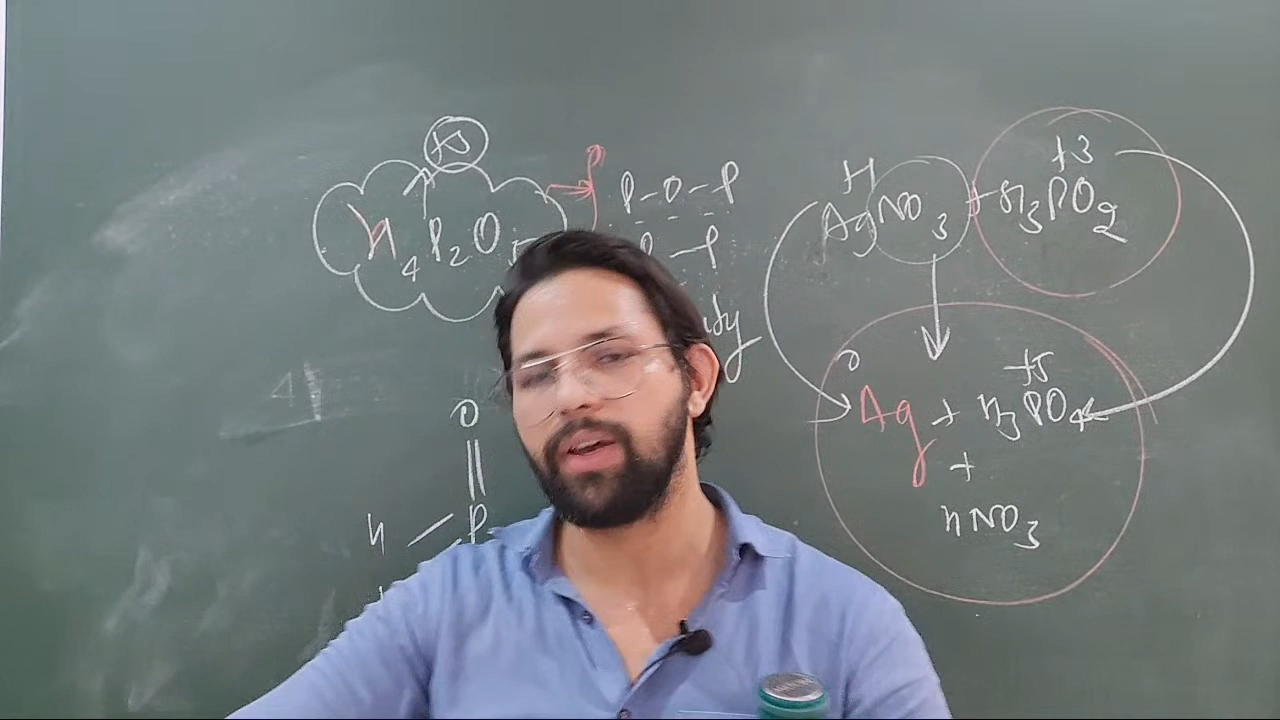 +3
H4P2O5
P-O-P
P-P
+1 +3
AgNO3 + H3PO2
0 +5
Ag + H3PO4
+
HNO3
O
H P